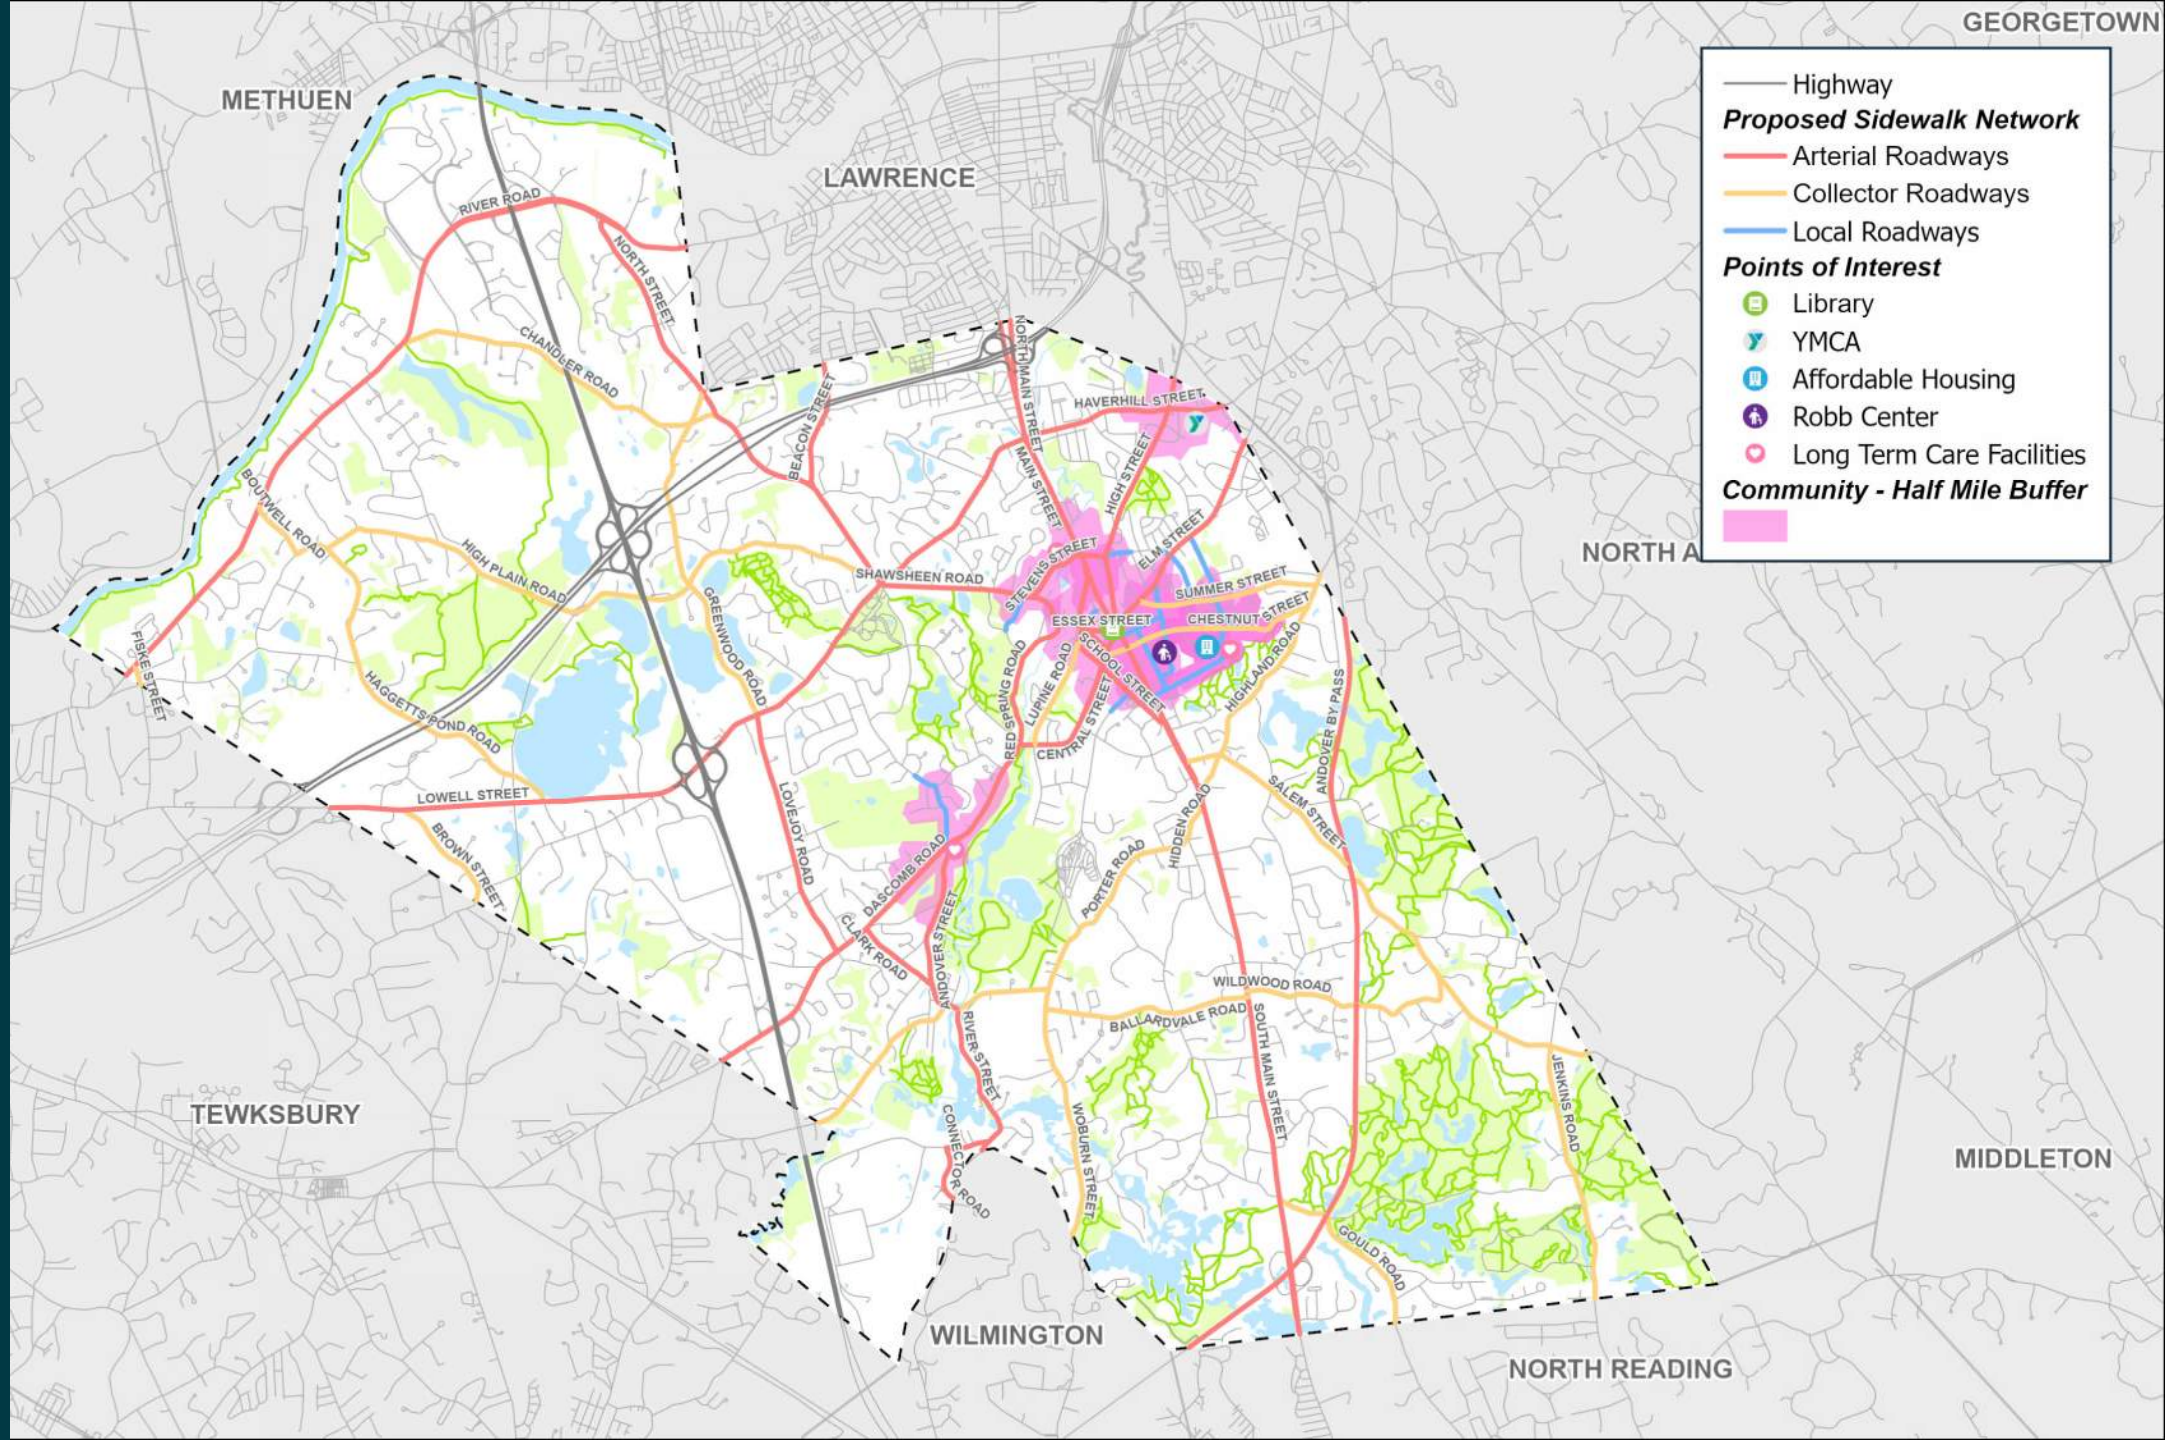 GEORGETOWN
METHUEN
LAWRENCE
NORTH A
TEWKSBURY
WILMINGTON
NORTH READING
MIDDLETON
Highway
Proposed Sidewalk Network
Arterial Roadways
Collector Roadways
Local Roadways
Points of Interest
Library
YMCA
Affordable Housing
Robb Center
Long Term Care Facilities
Community - Half Mile Buffer
RIVER ROAD
NORTH STREET
CHANDLER ROAD
BEACON STREET
NORTH MAIN STREET
HAVERHILL STREET
MAIN STREET
HIGH STREET
BOUTWELL ROAD
HIGH PLAIN ROAD
SHAWSHEEN ROAD
STEVENS STREET
ELM STREET
SUMMER STREET
ESSEX STREET
CHESTNUT STREET
FISKE STREET
HAGGETTS POND ROAD
GREENWOOD ROAD
RED SPRING ROAD
LUPINE ROAD
SCHOOL STREET
CENTRAL STREET
HIGHLAND ROAD
ANDOVER BY PASS
LOWELL STREET
BROWN STREET
LOVEJOY ROAD
DASCOMB ROAD
CLARK ROAD
ANDOVER STREET
PORTER ROAD
HIDDEN ROAD
SALEM STREET
WILDWOOD ROAD
BALLARDVALE ROAD
SOUTH MAIN STREET
RIVER STREET
CONNECTOR ROAD
WOBURN STREET
JENKINS ROAD
GOULD ROAD